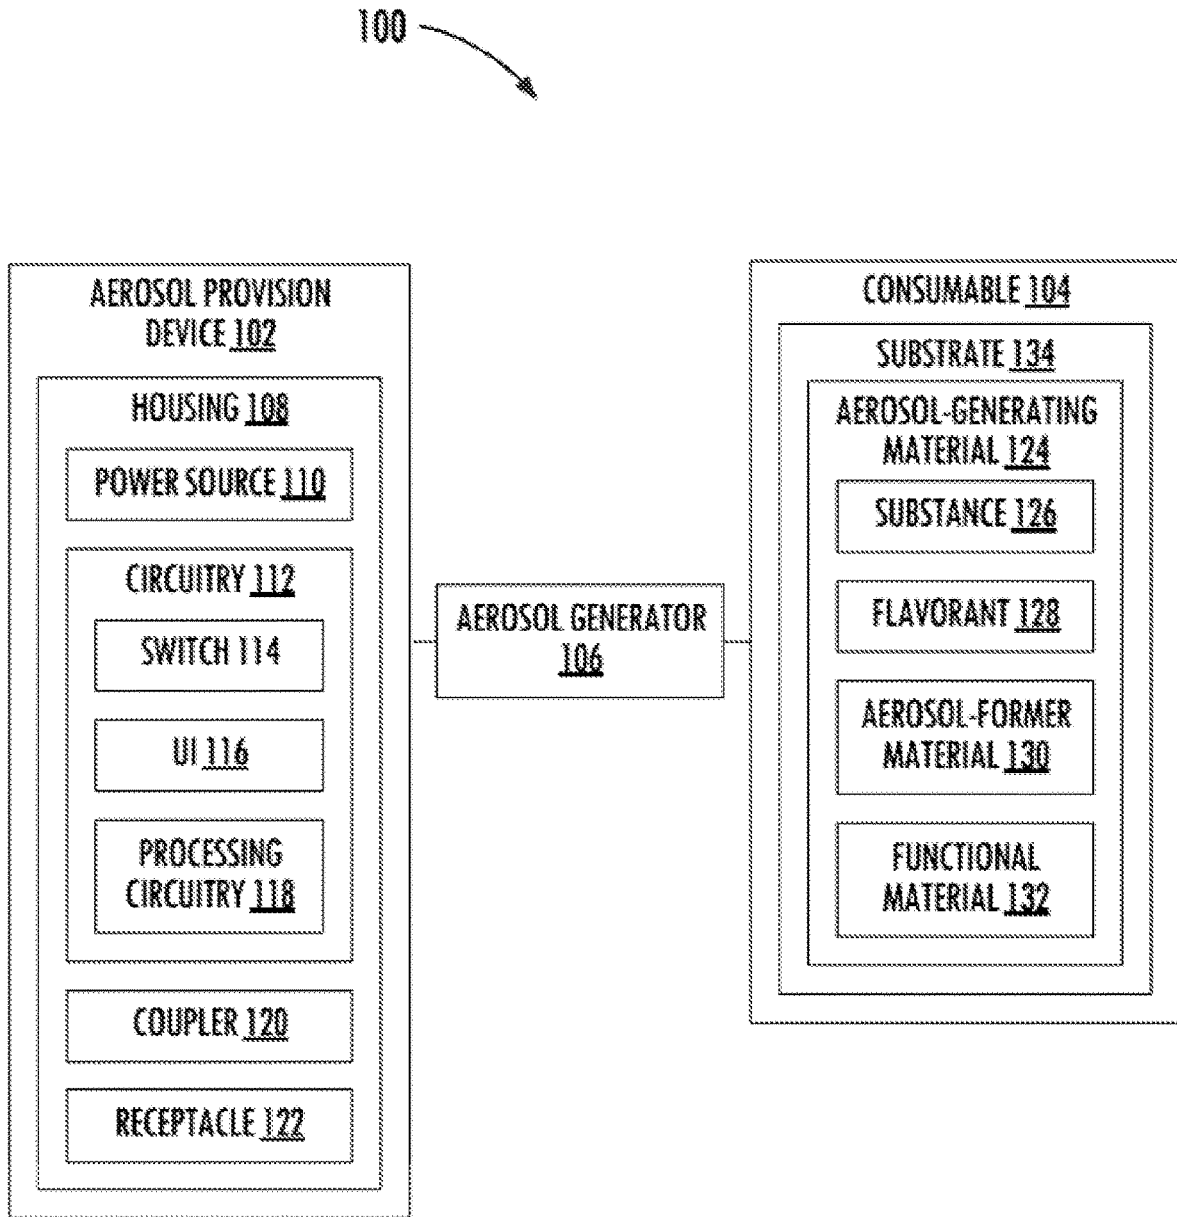 100
AEROSOL PROVISION
DEVICE 102
HOUSING 108
POWER SOURCE 110
CIRCUITRY 112
SWITCH 114
UI 116
PROCESSING
CIRCUITRY 118
COUPLER 120
RECEPTACLE 122
AEROSOL GENERATOR
106
CONSUMABLE 104
SUBSTRATE 134
AEROSOL-GENERATING
MATERIAL 124
SUBSTANCE 126
FLAVORANT 128
AEROSOL-FORMER
MATERIAL 130
FUNCTIONAL
MATERIAL 132